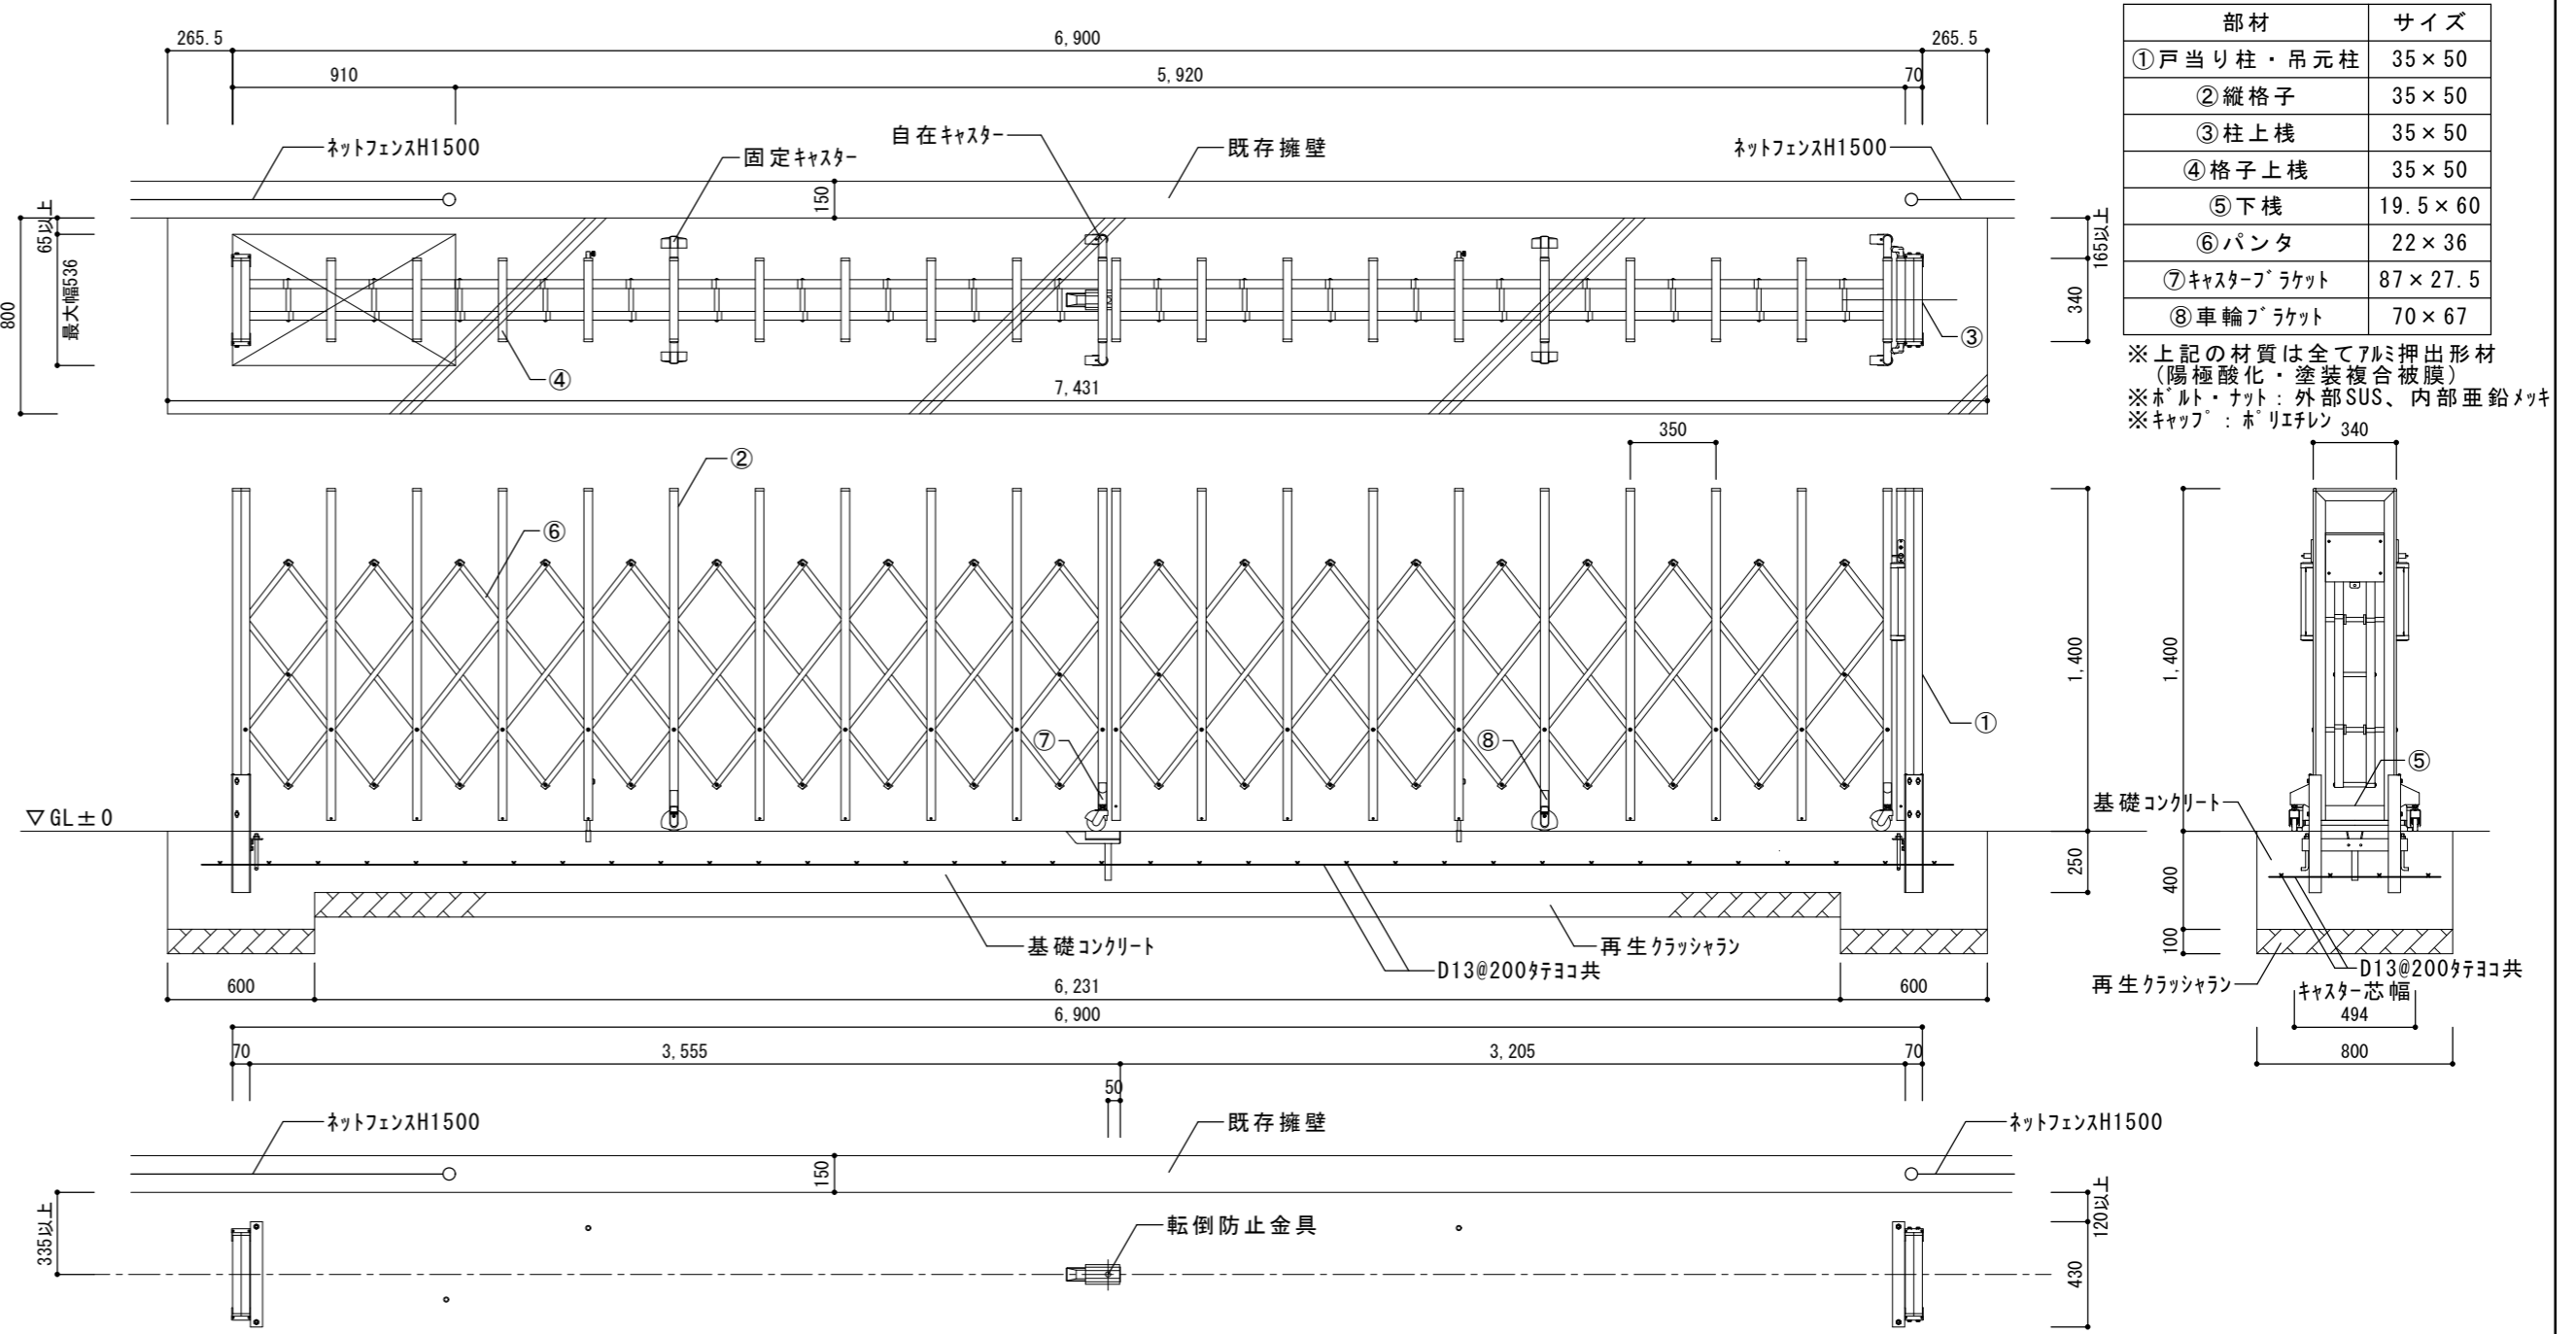 265.5
6,900
265.5
910
5,920
70
ネットフェンスH1500
固定キャスター
自在キャスター
既存擁壁
ネットフェンスH1500
150
65以上
最大幅536
800
165以上
340
④
③
7,431
部材 サイズ
①戸当り柱・吊元柱 35×50
②縦格子 35×50
③柱上桟 35×50
④格子上桟 35×50
⑤下桟 19.5×60
⑥パンタ 22×36
⑦キャスターブラケット 87×27.5
⑧車輪ブラケット 70×67
※上記の材質は全てアルミ押出形材
(陽極酸化・塗装複合被膜)
※ボルト・ナット:外部SUS、内部亜鉛メッキ
※キャップ:ポリエチレン
②
⑥
350
⑦
⑧
①
1,400
250
▽GL±0
基礎コンクリート
再生クラッシャラン
D13@200タテヨコ共
600
6,231
600
340
1,400
⑤
基礎コンクリート
400
100
D13@200タテヨコ共
再生クラッシャラン
キャスター芯幅
494
800
6,900
70
3,555
3,205
70
50
ネットフェンスH1500
既存擁壁
ネットフェンスH1500
150
335以上
転倒防止金具
120以上
430